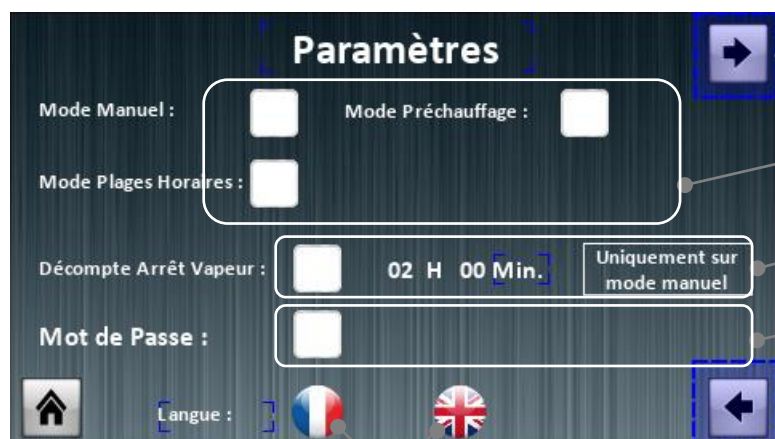 Paramètres
Mode Manuel :
Mode Préchauffage :
Mode Plages Horaires :
Décompte Arrêt Vapeur :
02 H 00 Min.
Uniquement sur
mode manuel
Mot de Passe :
Langue :